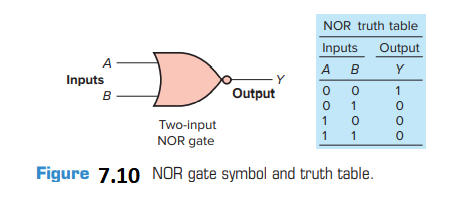 NOR truth table
Inputs Output
A B Y
0 0 1
0 1 0
1 0 0
1 1 0
A
Inputs
B
Y
Output
Two-input
NOR gate
Figure 7.10 NOR gate symbol and truth table.